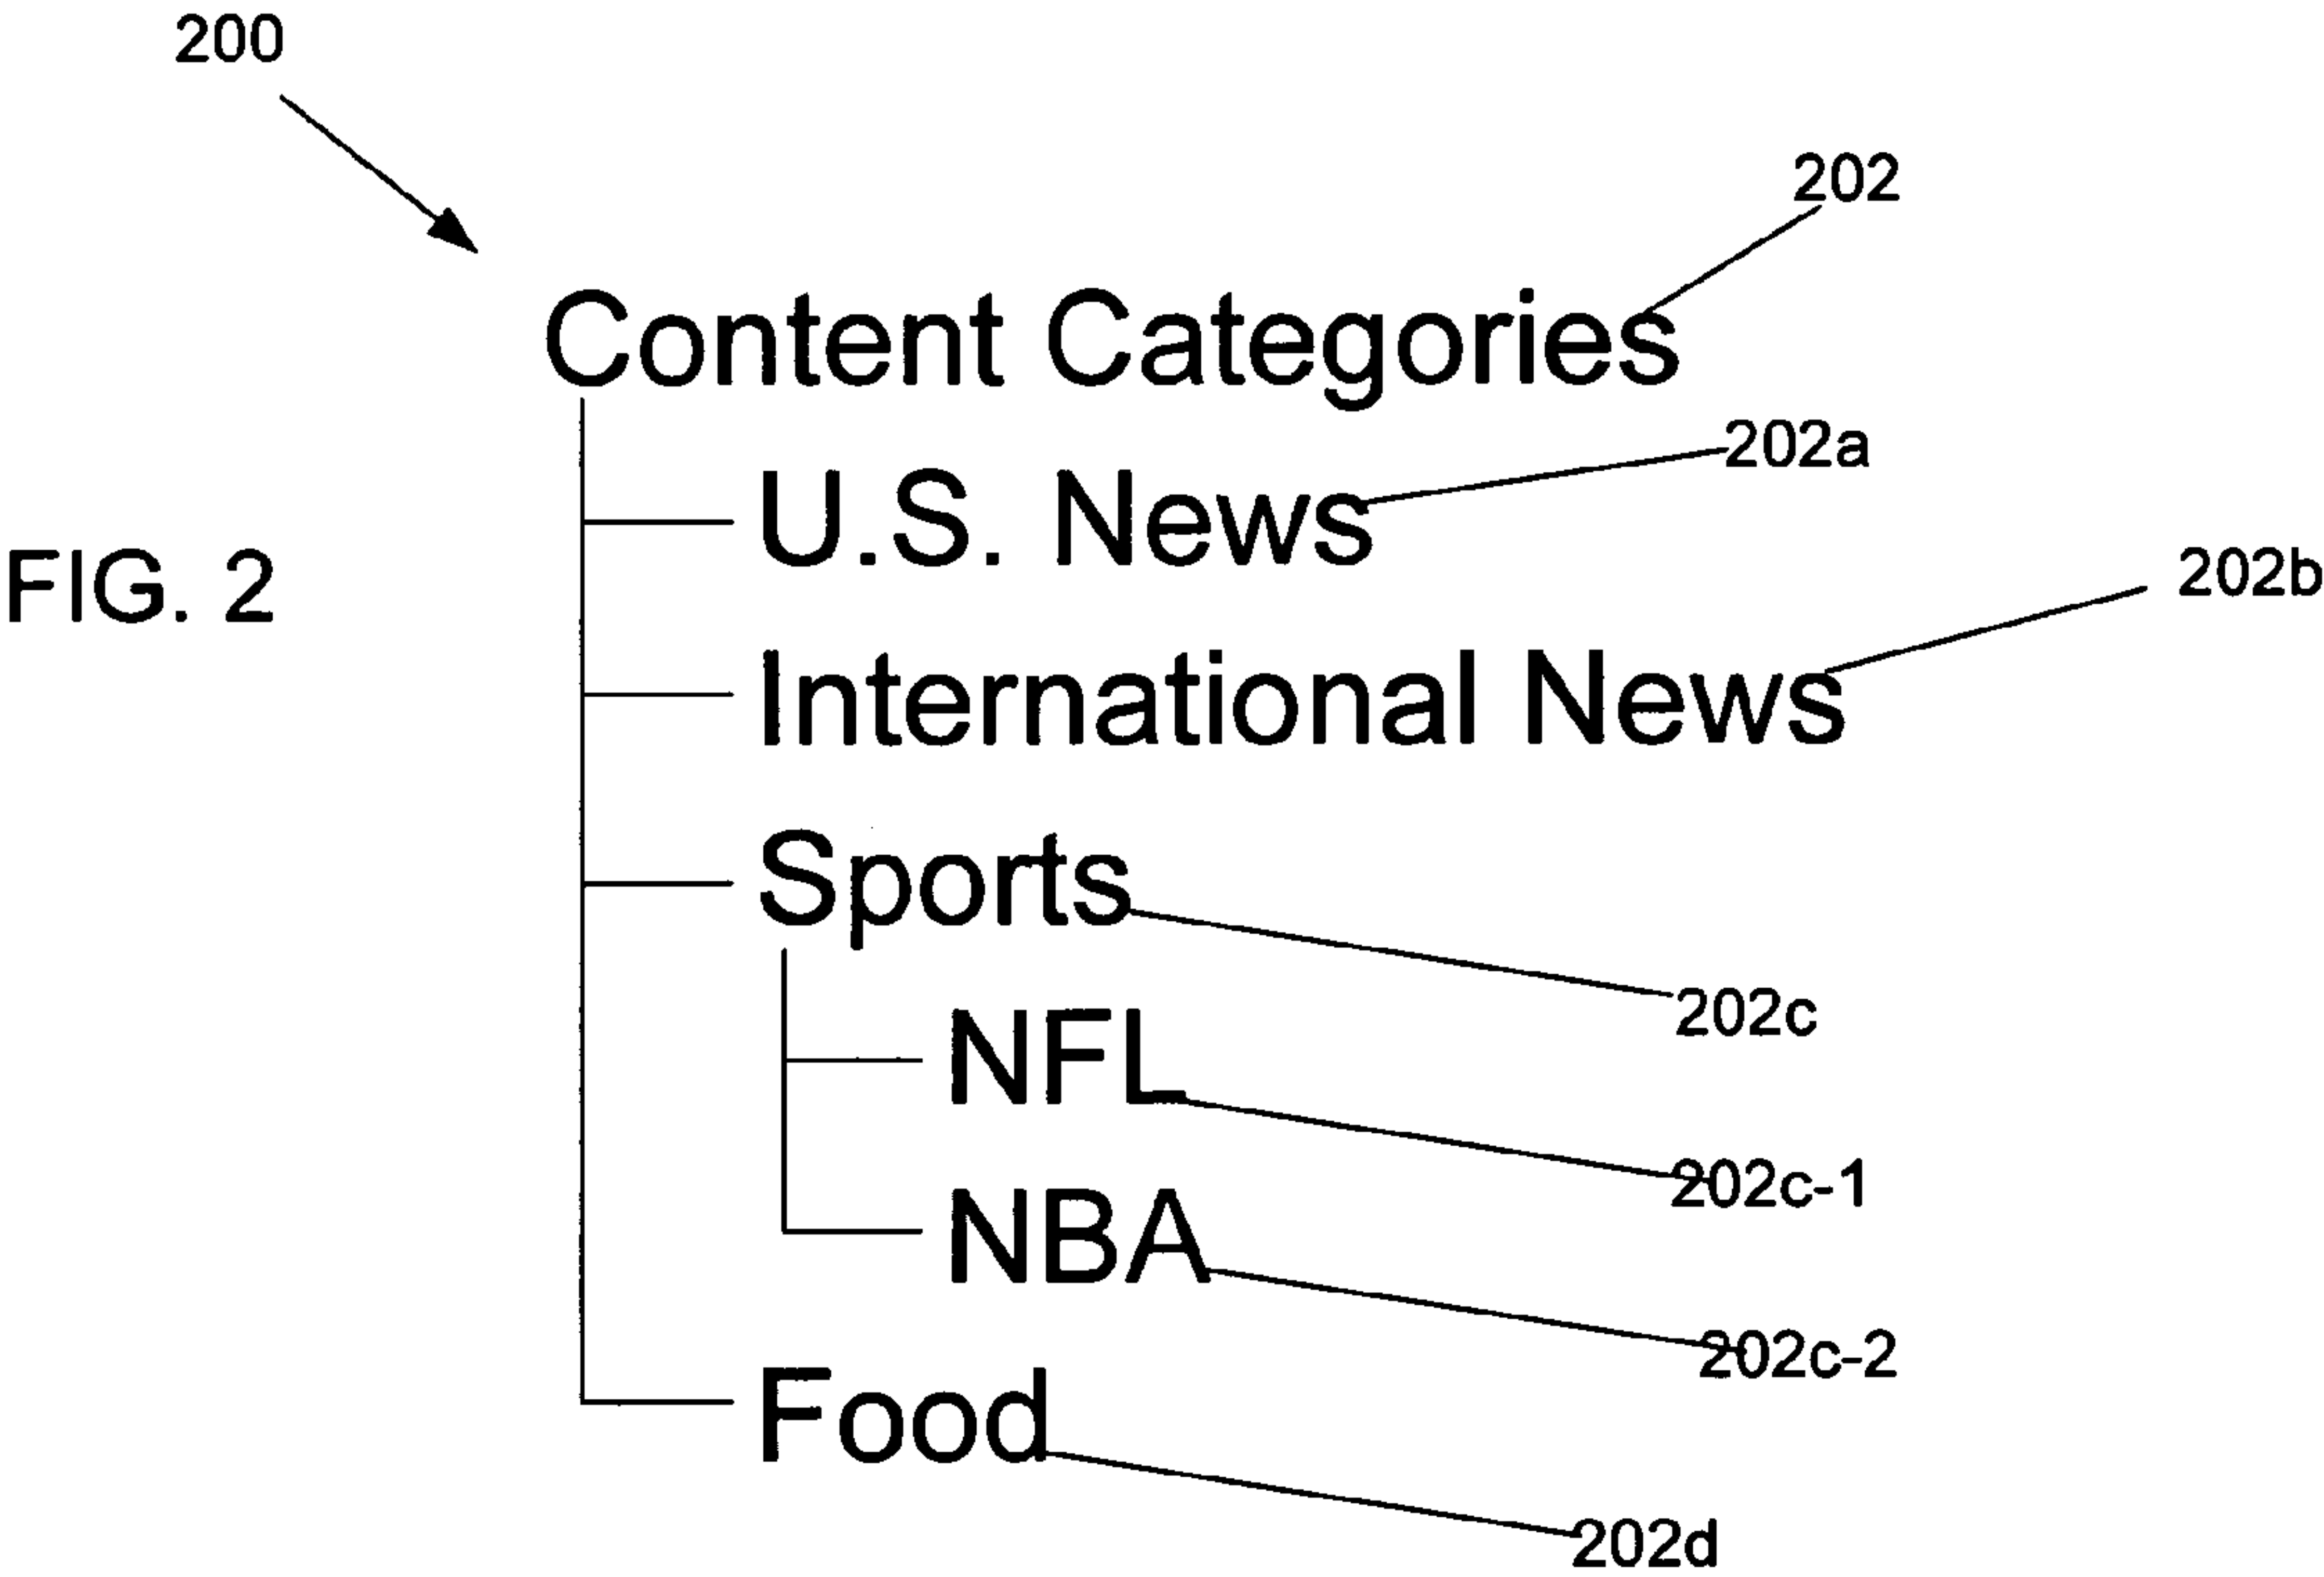 200
202
Content Categories
202a
U.S. News
FIG. 2
202b
International News
Sports
202c
NFL
202c-1
NBA
202c-2
Food
202d